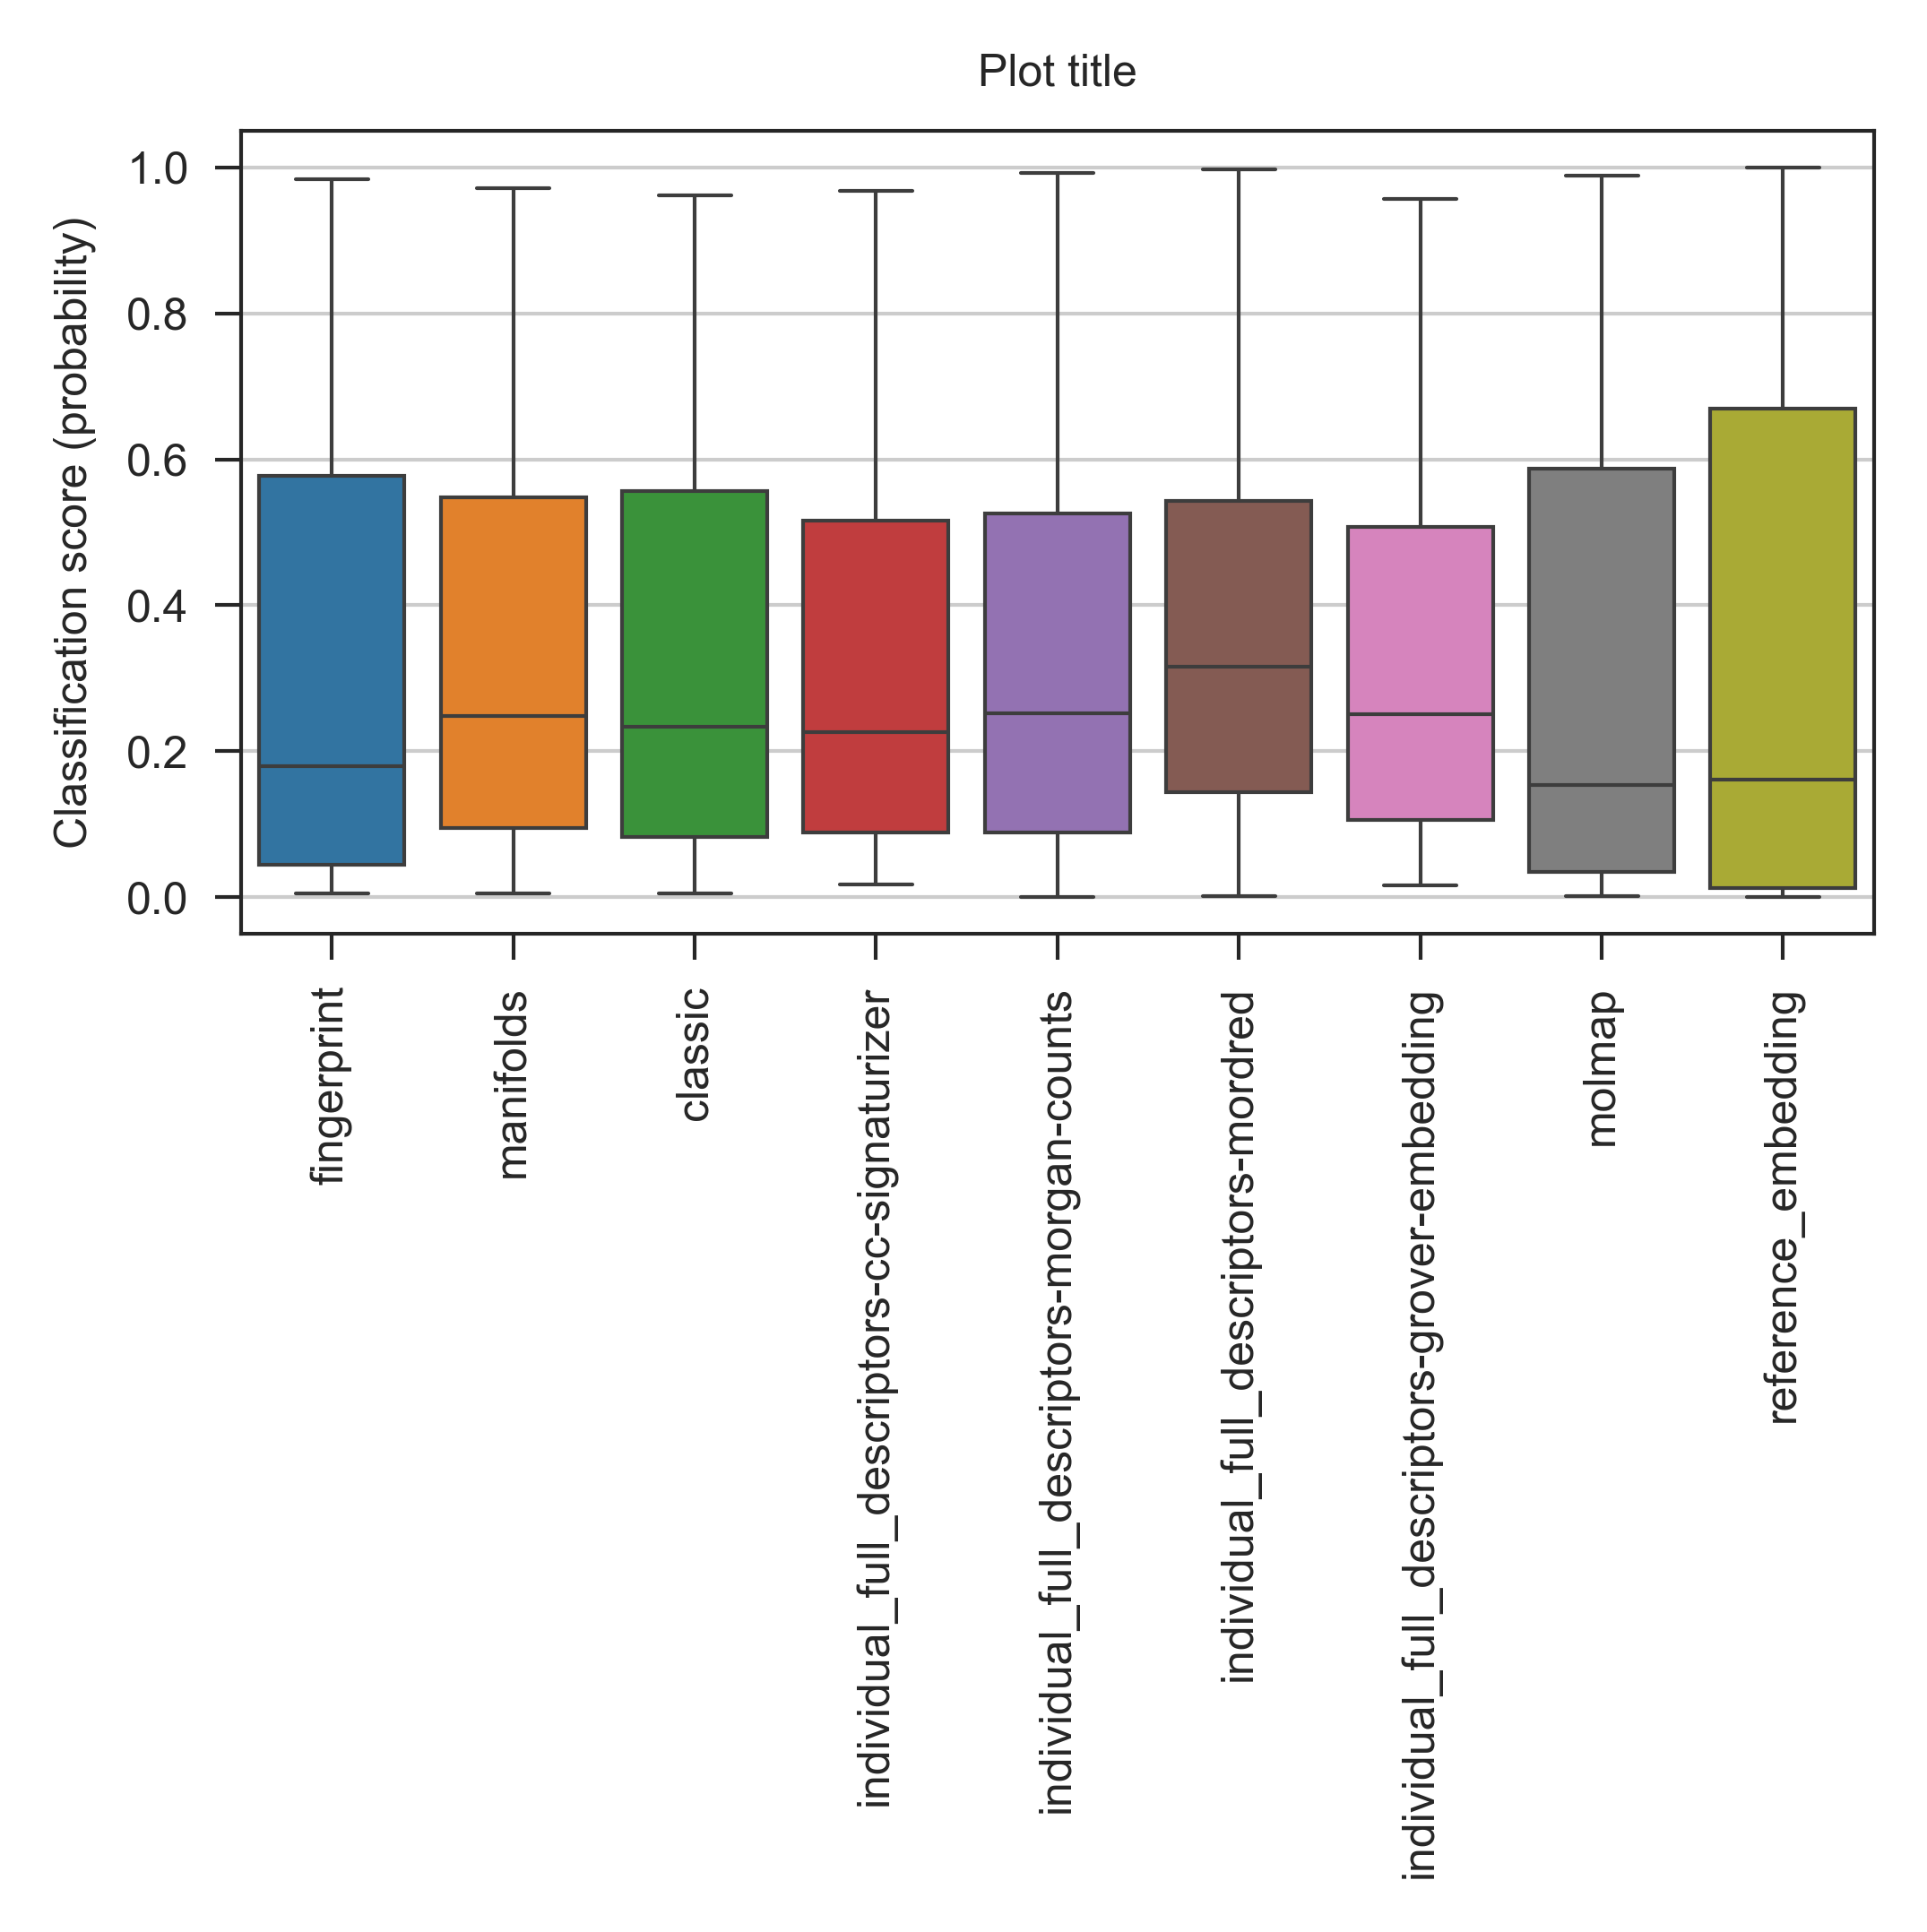 Plot title
Classification score (probability)
1.0
0.8
0.6
0.4
0.2
0.0
fingerprint
manifolds
classic
individual_full_descriptors-cc-signaturizer
individual_full_descriptors-morgan-counts
individual_full_descriptors-mordred
individual_full_descriptors-grover-embedding
molmap
reference_embedding